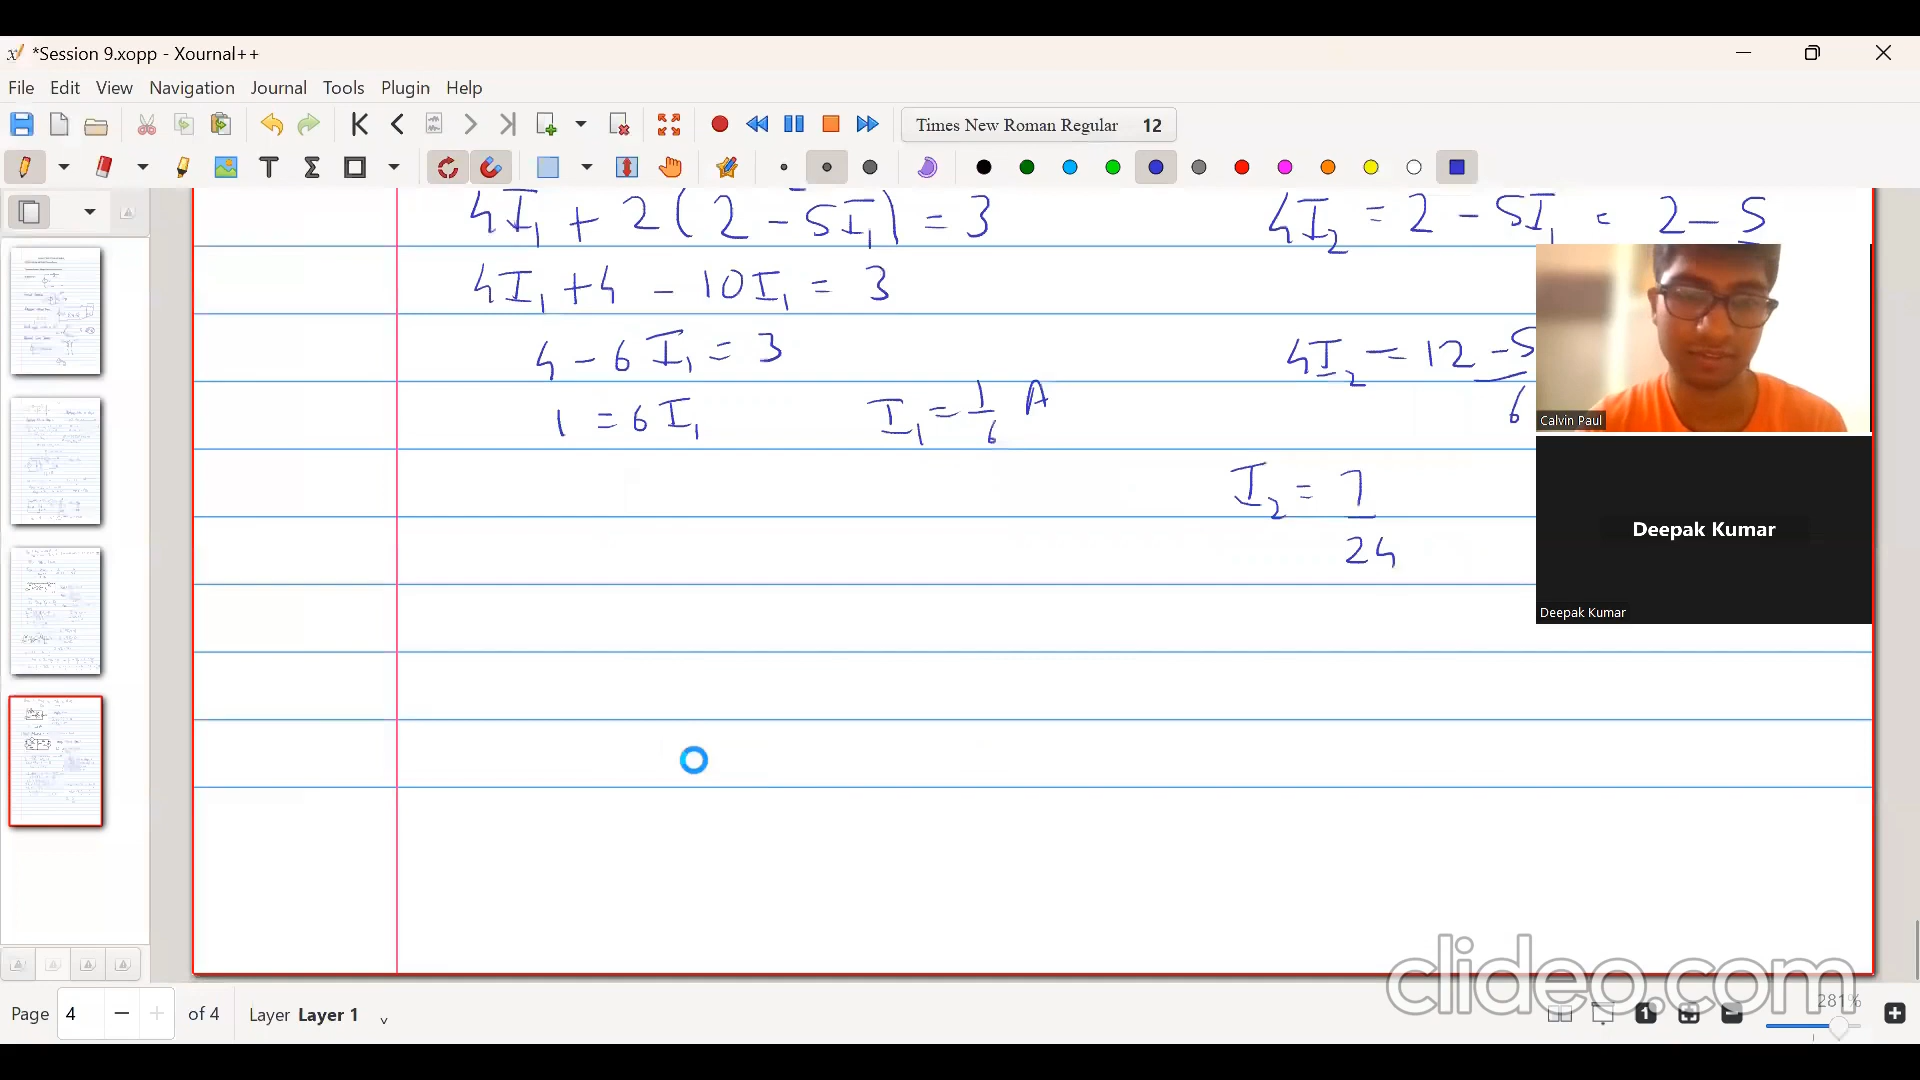 *Session 9.xopp - Xournal++
File Edit View Navigation Journal Tools Plugin Help
Times New Roman Regular 12
4I₁ + 2(2 - 5I₁) = 3
4I₂ = 2 - 5I₁ = 2 - 5
4I₁ + 4 - 10I₁ = 3
4 - 6I₁ = 3
4I₂ = 12 - 5
6
1 = 6I₁
I₁ = 1/6 A
I₂ = 7
24
Calvin Paul
Deepak Kumar
Deepak Kumar
clideo.com
Page 4 of 4 Layer Layer 1
281%